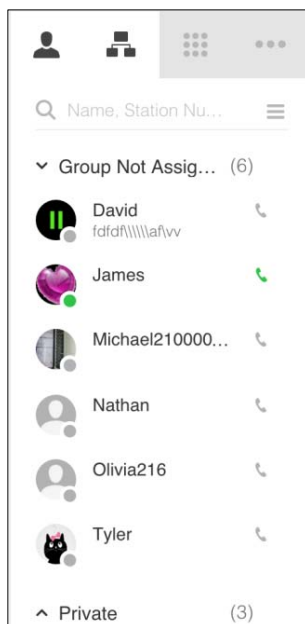 Name, Station Nu...
Group Not Assig... (6)
David
fdfdf\\\\\\af\vv
James
Michael210000...
Nathan
Olivia216
Tyler
Private (3)